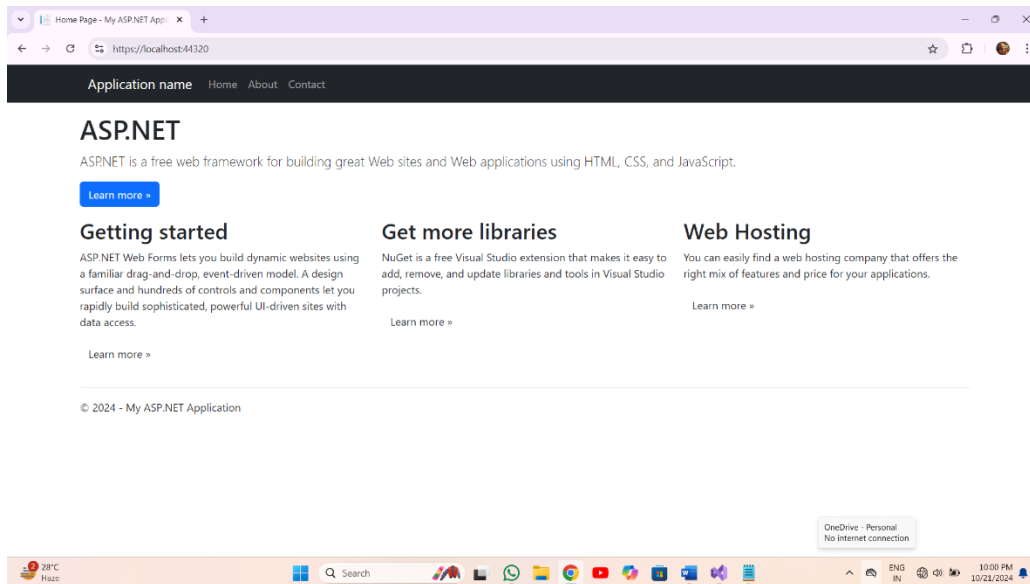 Home Page - My ASP.NET Appl
https://localhost:44320
Application name Home About Contact
ASP.NET
ASP.NET is a free web framework for building great Web sites and Web applications using HTML, CSS, and JavaScript.
Learn more »
Getting started
ASP.NET Web Forms lets you build dynamic websites using
a familiar drag-and-drop, event-driven model. A design
surface and hundreds of controls and components let you
rapidly build sophisticated, powerful UI-driven sites with
data access.
Learn more »
Get more libraries
NuGet is a free Visual Studio extension that makes it easy to
add, remove, and update libraries and tools in Visual Studio
projects.
Learn more »
Web Hosting
You can easily find a web hosting company that offers the
right mix of features and price for your applications.
Learn more »
© 2024 - My ASP.NET Application
OneDrive - Personal
No internet connection
2
28°C
Haze
Search
ENG
IN
10:00 PM
10/21/2024